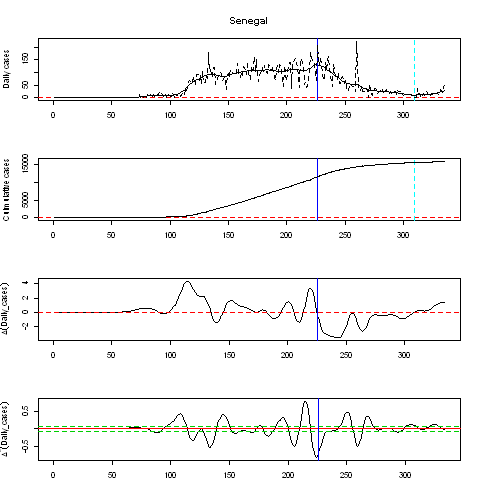 Senegal
Daily cases
0 50 150
0 50 100 150 200 250 300
Cumulative cases
0 5000 15000
0 50 100 150 200 250 300
Δ(Daily_cases)
-2 0 2 4
0 50 100 150 200 250 300
Δ'(Daily_cases)
-0.5 0.5
0 50 100 150 200 250 300